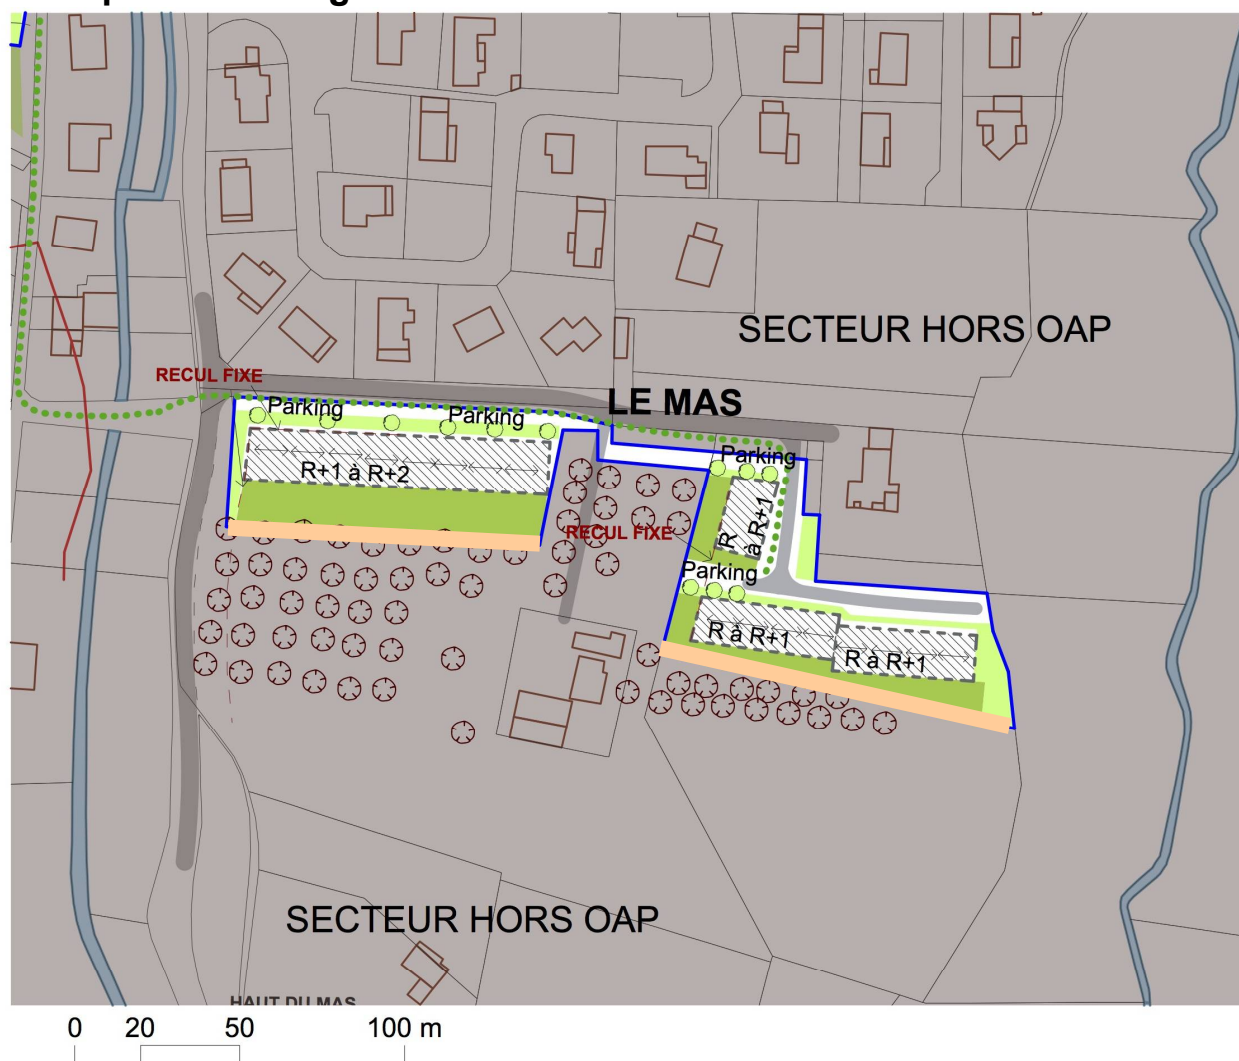 SECTEUR HORS OAP
RECUL FIXE
LE MAS
Parking
Parking
Parking
R+1 à R+2
R
à R+1
RECUL FIXE
Parking
R à R+1
R à R+1
SECTEUR HORS OAP
HAUT DU MAS
0 20 50 100 m